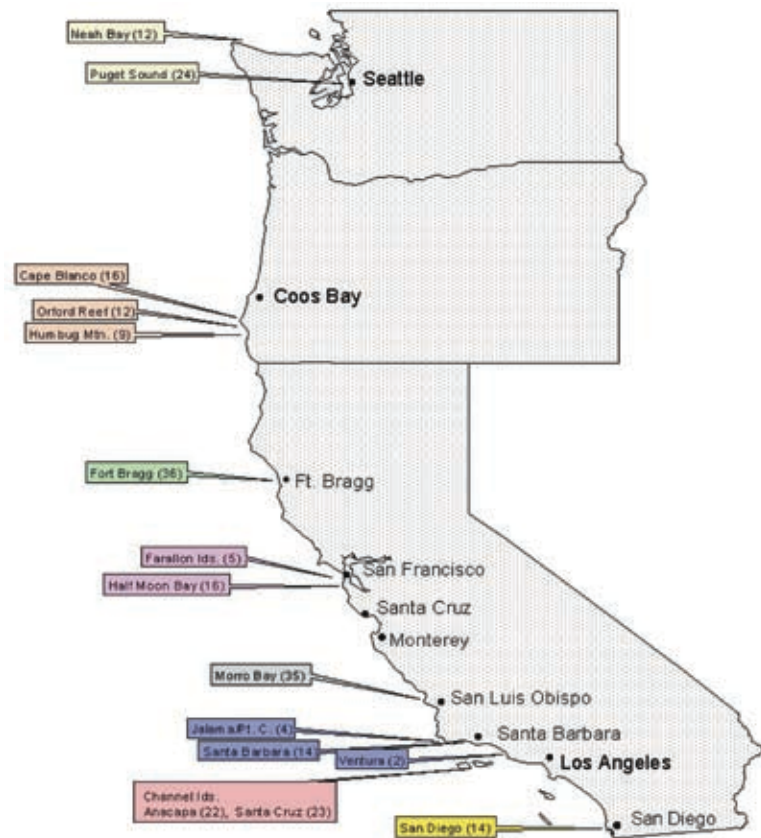 Neah Bay (12)
Puget Sound (24)
Seattle
Cape Blanco (16)
Coos Bay
Orford Reef (12)
Humbug Mtn. (9)
Fort Bragg (36)
Ft. Bragg
Farallon Ids. (5)
San Francisco
Half Moon Bay (16)
Santa Cruz
Monterey
Morro Bay (35)
San Luis Obispo
Jalama/Pt. C. (4)
Santa Barbara
Santa Barbara (14
Ventura (2)
Los Angeles
Channel Ids.
Anacapa (22), Santa Cruz (23)
San Diego (14)
San Diego